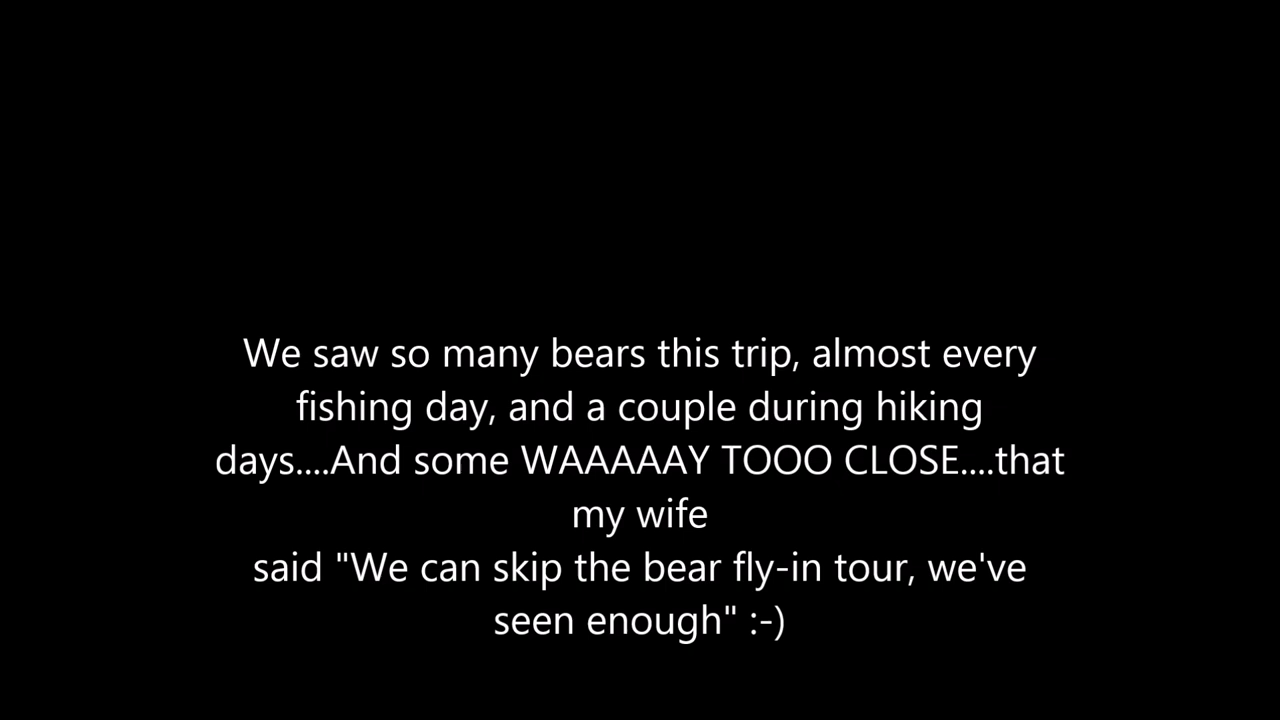 We saw so many bears this trip, almost every
fishing day, and a couple during hiking
days....And some WAAAAAY TOOO CLOSE....that
my wife
said "We can skip the bear fly-in tour, we've
seen enough" :-)